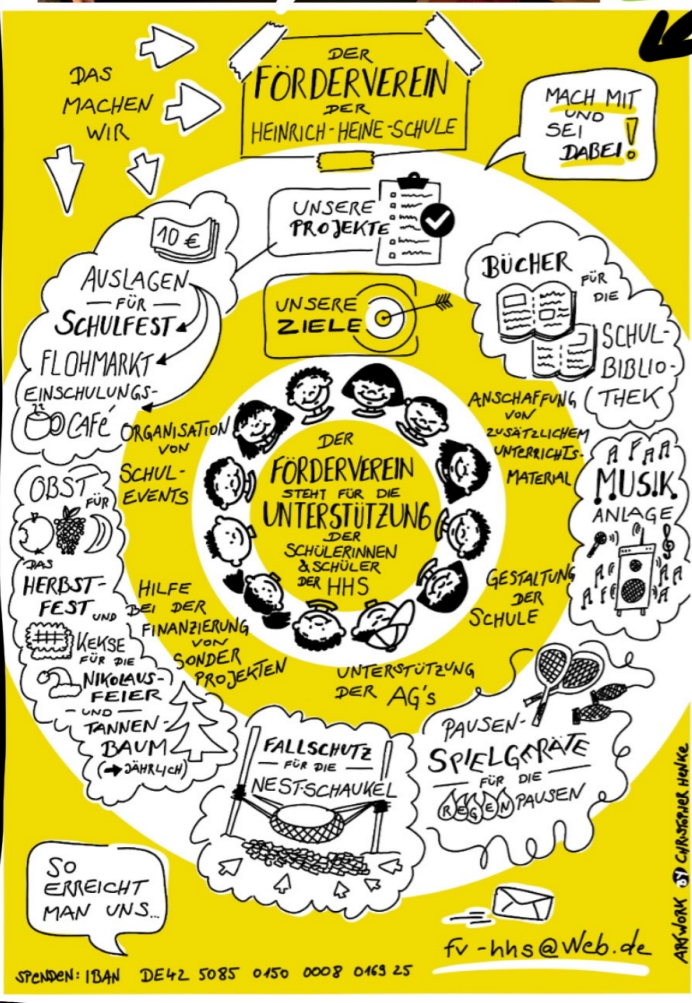 DAS
MACHEN
WIR
DER
FÖRDERVEREIN
DER
HEINRICH-HEINE-SCHULE
MACH MIT
UND
SEI
DABEI!
UNSERE
PROJEKTE
UNSERE
ZIELE
10 €
AUSLAGEN
FÜR
SCHULFEST
FLOHMARKT
EINSCHULUNGS-
CAFÉ
BÜCHER
FÜR
DIE
SCHUL-
BIBLIO-
THEK
ORGANISATION
VON
SCHUL-
EVENTS
ANSCHAFFUNG
VON
ZUSÄTZLICHEM
UNTERRICHTS-
MATERIAL
DER
FÖRDERVEREIN
STEHT FÜR DIE
UNTERSTÜTZUNG
DER
SCHÜLERINNEN
& SCHÜLER
DER HHS
MUSIK
ANLAGE
OBST
FÜR
DAS
HERBST-
FEST
UND
KEKSE
FÜR DIE
NIKOLAUS-
FEIER
UND
TANNEN-
BAUM
(→ JÄHRLICH)
HILFE
BEI DER
FINANZIERUNG
VON
SONDER
PROJEKTEN
GESTALTUNG
DER
SCHULE
UNTERSTÜTZUNG
DER AG's
FALLSCHUTZ
FÜR DIE
NEST-SCHAUKEL
PAUSEN-
SPIELGERÄTE
FÜR DIE
REGENPAUSEN
SO
ERREICHT
MAN UNS...
fv-hhs@web.de
SPENDEN: IBAN DE42 5085 0150 0008 0169 25
ARTWORK BY CHRISTOPHER HENKE